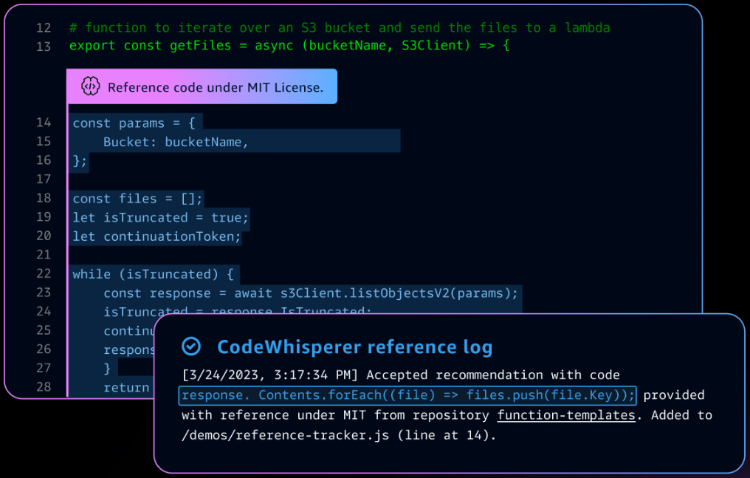 12 # function to iterate over an S3 bucket and send the files to a lambda
13 export const getFiles = async (bucketName, S3Client) => {
Reference code under MIT License.
14 const params = {
15 Bucket: bucketName,
16 };
17
18 const files = [];
19 let isTruncated = true;
20 let continuationToken;
21
22 while (isTruncated) {
23 const response = await s3Client.listObjectsV2(params);
24 isTruncated = response.IsTruncated;
25 continu
26 respon
27 }
28 return
CodeWhisperer reference log
[3/24/2023, 3:17:34 PM] Accepted recommendation with code
response. Contents.forEach((file) => files.push(file.Key)); provided
with reference under MIT from repository function-templates. Added to
/demos/reference-tracker.js (line at 14).